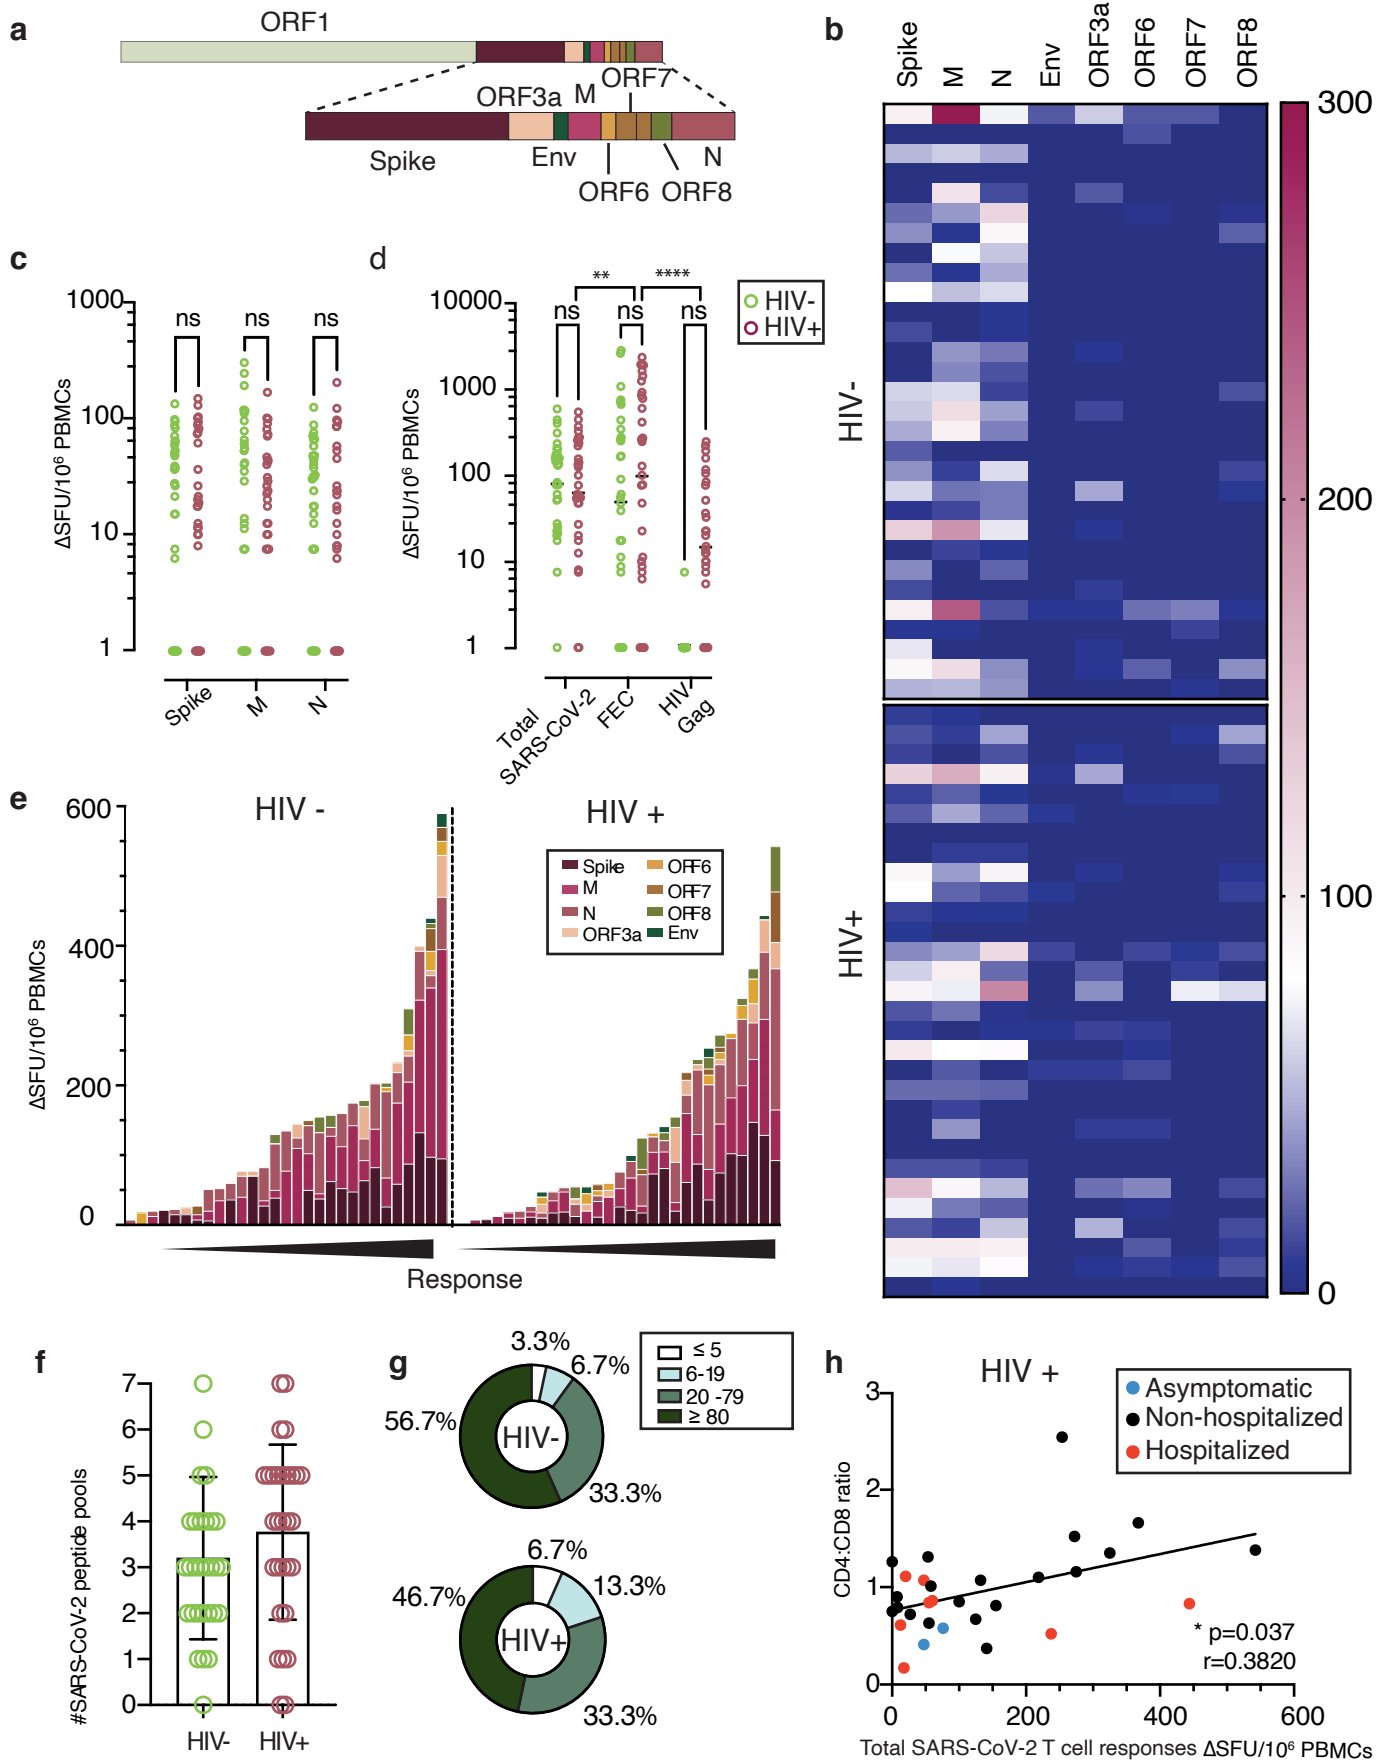 a
ORF1
ORF7
ORF3a
M
Spike
Env
N
ORF6
ORF8
b
Spike
M
N
Env
ORF3a
ORF6
ORF7
ORF8
HIV-
HIV+
300
200
100
0
c
ΔSFU/10⁶ PBMCs
1000
100
10
1
ns
ns
ns
Spike
M
N
d
ΔSFU/10⁶ PBMCs
10000
1000
100
10
1
**
****
ns
ns
ns
HIV-
HIV+
Total
SARS-CoV-2
FEC
HIV
Gag
e
ΔSFU/10⁶ PBMCs
600
400
200
0
HIV -
HIV +
Spike
M
N
ORF3a
ORF6
ORF7
ORF8
Env
Response
f
#SARS-CoV-2 peptide pools
7
6
5
4
3
2
1
0
HIV-
HIV+
g
3.3%
6.7%
56.7%
HIV-
33.3%
≤ 5
6-19
20 -79
≥ 80
6.7%
46.7%
13.3%
HIV+
33.3%
h
HIV +
Asymptomatic
Non-hospitalized
Hospitalized
CD4:CD8 ratio
3
2
1
0
* p=0.037
r=0.3820
0
200
400
600
Total SARS-CoV-2 T cell responses ΔSFU/10⁶ PBMCs